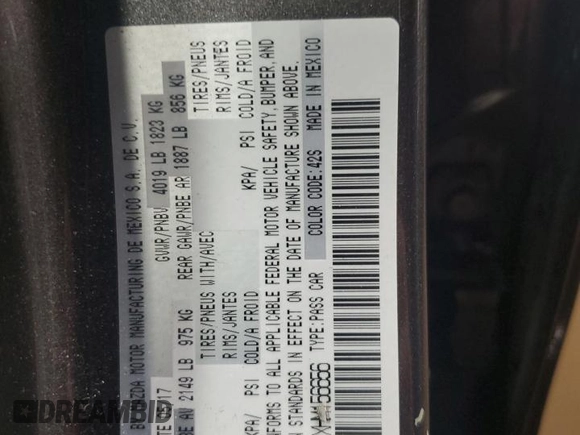 MAZDA MOTOR MANUFACTURING DE MEXICO S.A. DE C.V.
17 GVWR/PNBV 4019 LB 1823 KG
AV 2149 LB 975 KG REAR GAWR/PNBE AR 1887 LB 856 KG
TIRES/PNEUS WITH/AVEC TIRES/PNEUS
RIMS/JANTES RIMS/JANTES
KPA/ PSI COLD/A FROID KPA/ PSI COLD/A FROID
TO ALL APPLICABLE FEDERAL MOTOR VEHICLE SAFETY BUMPER, AND
STANDARDS IN EFFECT ON THE DATE OF MANUFACTURE SHOWN ABOVE.
56656 TYPE:PASS CAR COLOR CODE:42S MADE IN MEXICO
DREAMBID